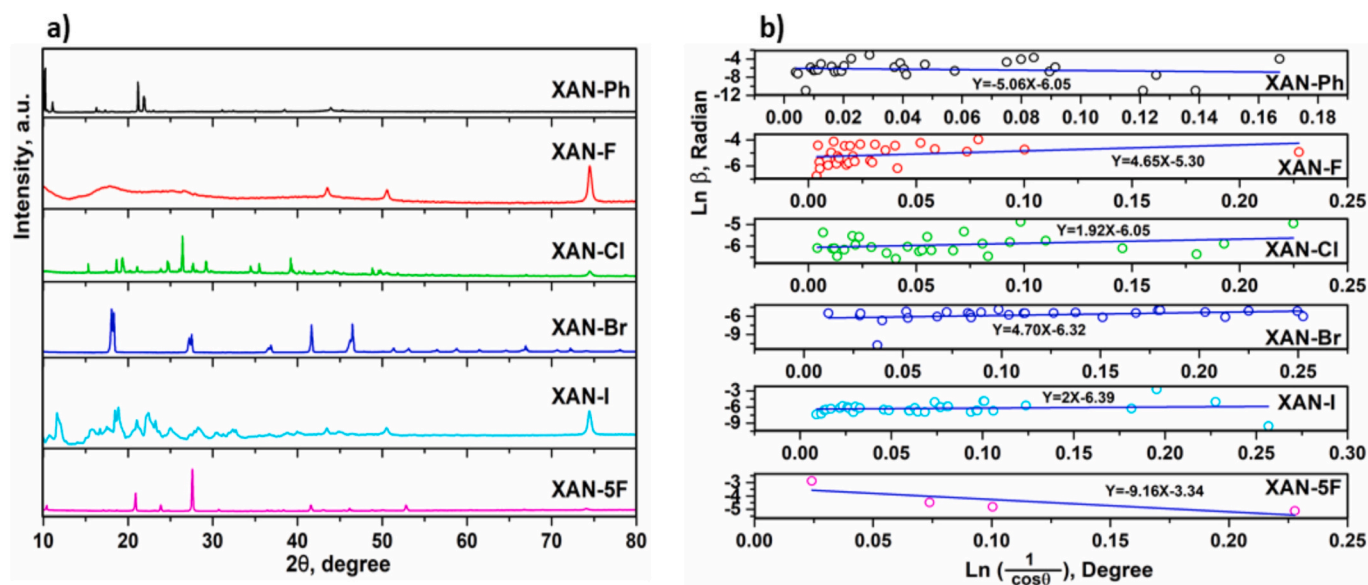 a)
Intensity, a.u.
XAN-Ph
XAN-F
XAN-Cl
XAN-Br
XAN-I
XAN-5F
10 20 30 40 50 60 70 80
2θ, degree
b)
Ln β, Radian
-4
-8
-12
Y=-5.06X-6.05
XAN-Ph
0.00 0.02 0.04 0.06 0.08 0.10 0.12 0.14 0.16 0.18
-4
-6
Y=4.65X-5.30
XAN-F
0.00 0.05 0.10 0.15 0.20 0.25
-5
-6
Y=1.92X-6.05
XAN-Cl
0.00 0.05 0.10 0.15 0.20 0.25
-6
-9
Y=4.70X-6.32
XAN-Br
0.00 0.05 0.10 0.15 0.20 0.25
-3
-6
-9
Y=2X-6.39
XAN-I
0.00 0.05 0.10 0.15 0.20 0.25 0.30
-3
-4
-5
Y=-9.16X-3.34
XAN-5F
0.00 0.05 0.10 0.15 0.20 0.25
Ln (1/cosθ), Degree